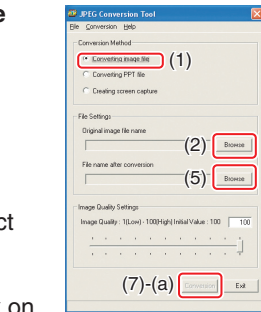 e
JPEG Conversion Tool
File Conversion Help
Conversion Method
Converting image file (1)
Converting PPT file
Creating screen capture
File Settings
Original image file name
(2) Browse
File name after conversion
(5) Browse
ct
Image Quality Settings
Image Quality : 1(Low) - 100(High) Initial Value : 100 100
(7)-(a) Conversion Exit
on